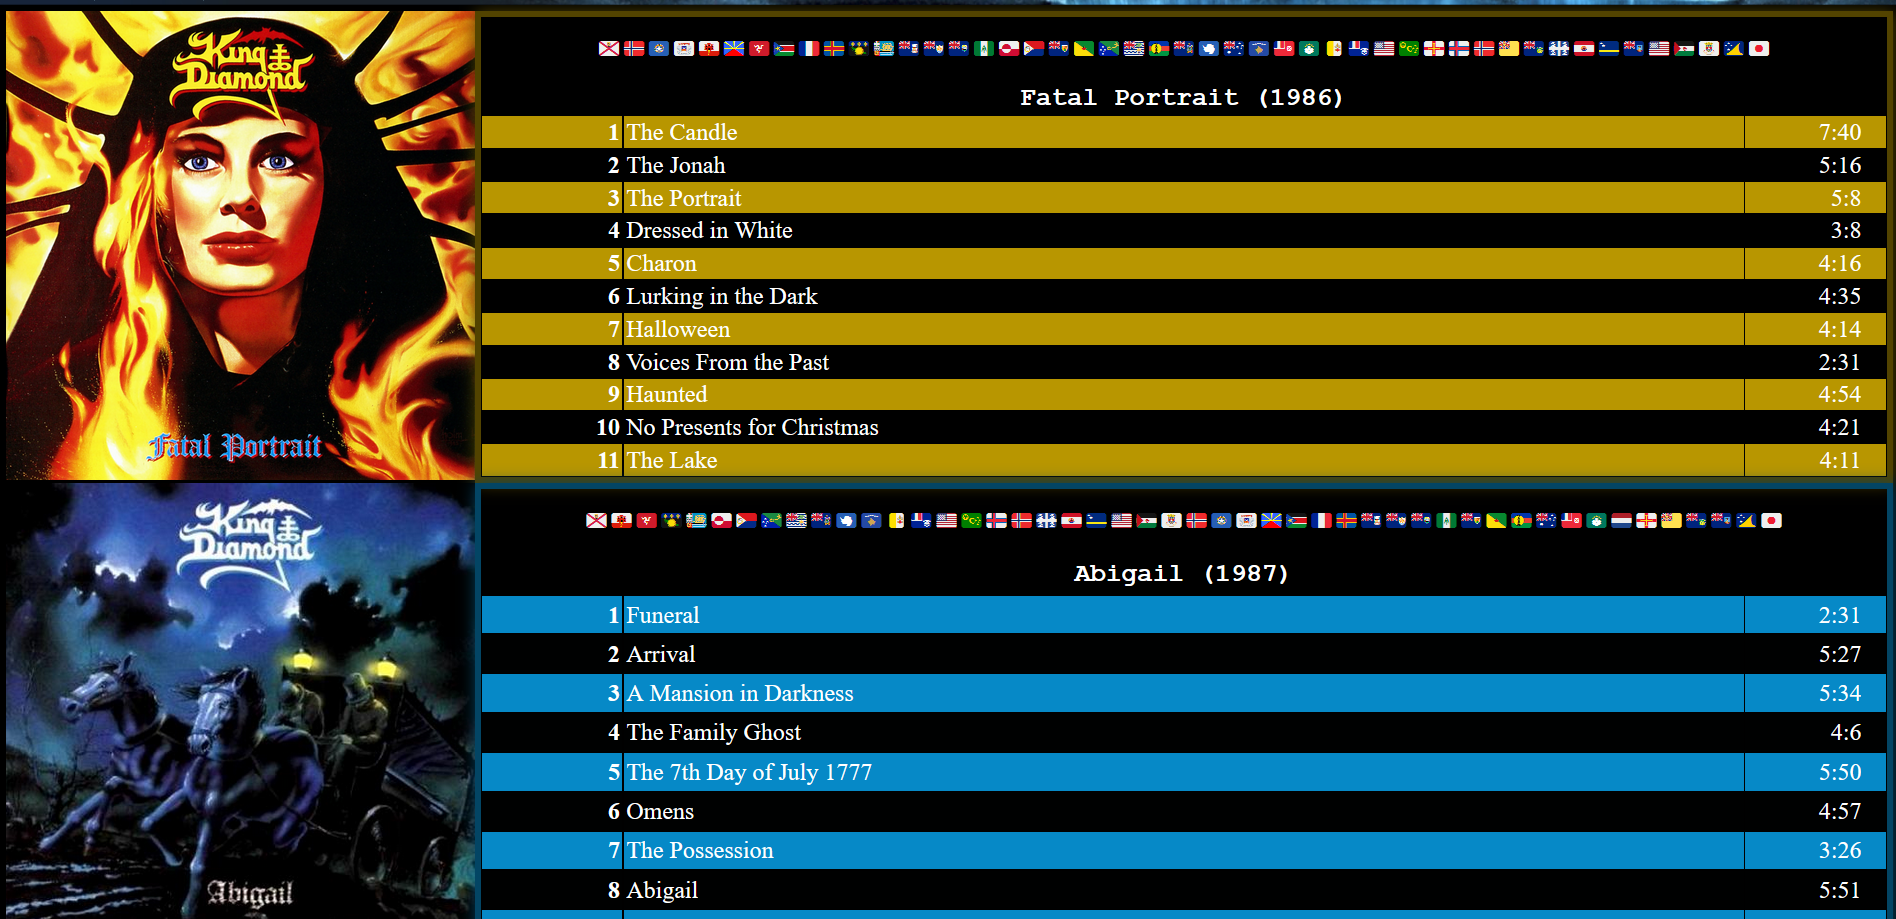 King
Diamond
Fatal Portrait
Fatal Portrait (1986)
1 The Candle 7:40
2 The Jonah 5:16
3 The Portrait 5:8
4 Dressed in White 3:8
5 Charon 4:16
6 Lurking in the Dark 4:35
7 Halloween 4:14
8 Voices From the Past 2:31
9 Haunted 4:54
10 No Presents for Christmas 4:21
11 The Lake 4:11
King
Diamond
Abigail
Abigail (1987)
1 Funeral 2:31
2 Arrival 5:27
3 A Mansion in Darkness 5:34
4 The Family Ghost 4:6
5 The 7th Day of July 1777 5:50
6 Omens 4:57
7 The Possession 3:26
8 Abigail 5:51